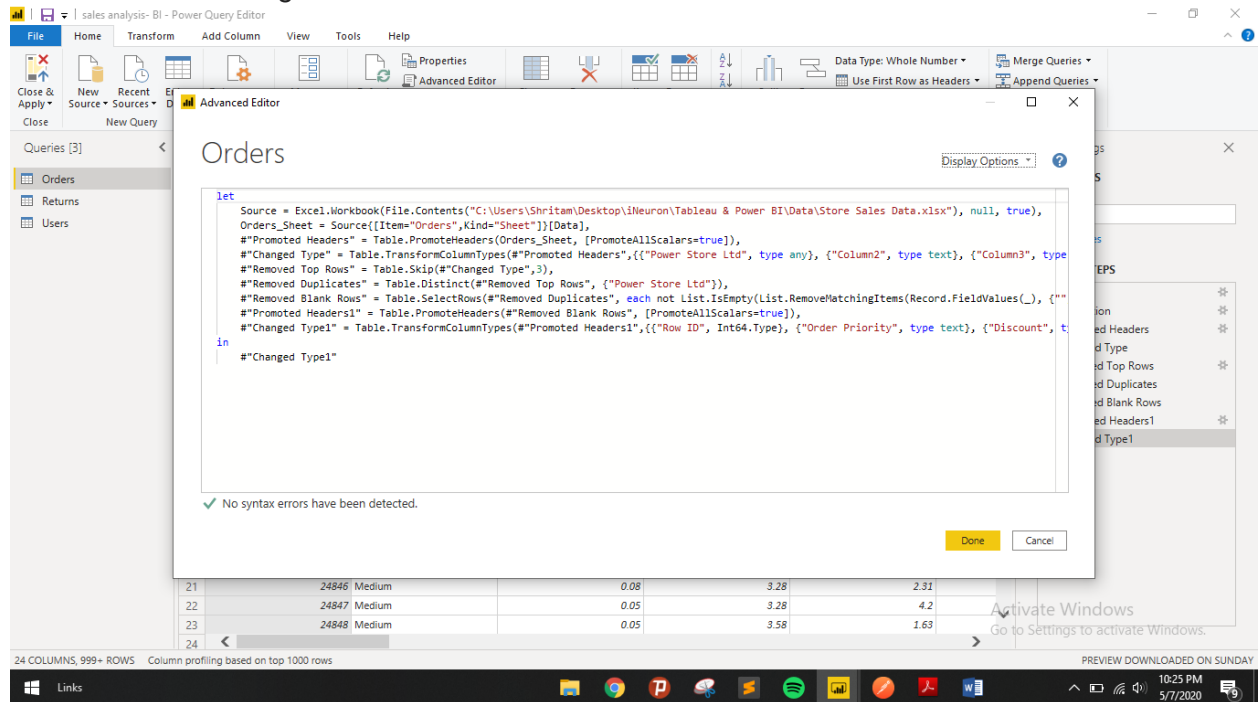 sales analysis- BI - Power Query Editor
File Home Transform Add Column View Tools Help
Properties
Advanced Editor
Data Type: Whole Number
Use First Row as Headers
Merge Queries
Append Queries
Close & Apply
New Source
Recent Sources
Close
New Query
Queries [3]
Orders
Returns
Users
Advanced Editor
Orders
Display Options
let
Source = Excel.Workbook(File.Contents("C:\Users\Shritam\Desktop\iNeuron\Tableau & Power BI\Data\Store Sales Data.xlsx"), null, true),
Orders_Sheet = Source{[Item="Orders",Kind="Sheet"]}[Data],
#"Promoted Headers" = Table.PromoteHeaders(Orders_Sheet, [PromoteAllScalars=true]),
#"Changed Type" = Table.TransformColumnTypes(#"Promoted Headers",{{"Power Store Ltd", type any}, {"Column2", type text}, {"Column3", type
#"Removed Top Rows" = Table.Skip(#"Changed Type",3),
#"Removed Duplicates" = Table.Distinct(#"Removed Top Rows", {"Power Store Ltd"}),
#"Removed Blank Rows" = Table.SelectRows(#"Removed Duplicates", each not List.IsEmpty(List.RemoveMatchingItems(Record.FieldValues(_), {""
#"Promoted Headers1" = Table.PromoteHeaders(#"Removed Blank Rows", [PromoteAllScalars=true]),
#"Changed Type1" = Table.TransformColumnTypes(#"Promoted Headers1",{{"Row ID", Int64.Type}, {"Order Priority", type text}, {"Discount", t
in
#"Changed Type1"
No syntax errors have been detected.
Done Cancel
gs
S
es
TEPS
ion
ed Headers
d Type
ed Top Rows
ed Duplicates
ed Blank Rows
ed Headers1
d Type1
21 24846 Medium 0.08 3.28 2.31
22 24847 Medium 0.05 3.28 4.2
23 24848 Medium 0.05 3.58 1.63
24
Activate Windows
Go to Settings to activate Windows.
24 COLUMNS, 999+ ROWS Column profiling based on top 1000 rows
PREVIEW DOWNLOADED ON SUNDAY
Links
10:25 PM
5/7/2020
9